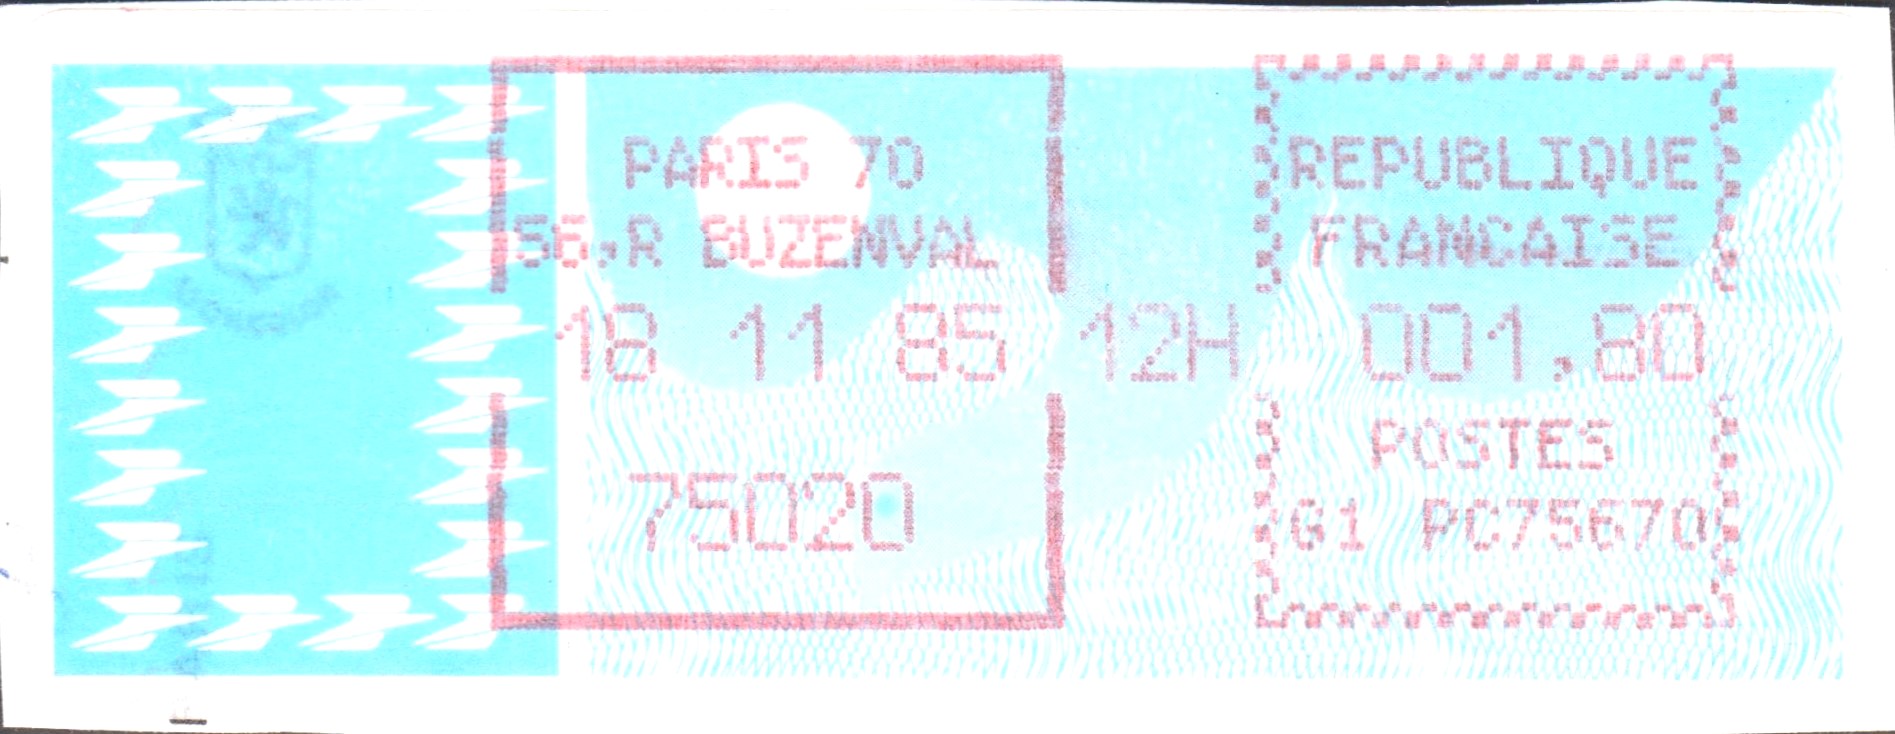 PARIS 70
56,R BUZENVAL
18 11 85 12H
75020
REPUBLIQUE
FRANCAISE
001,80
POSTES
G1 PC75670